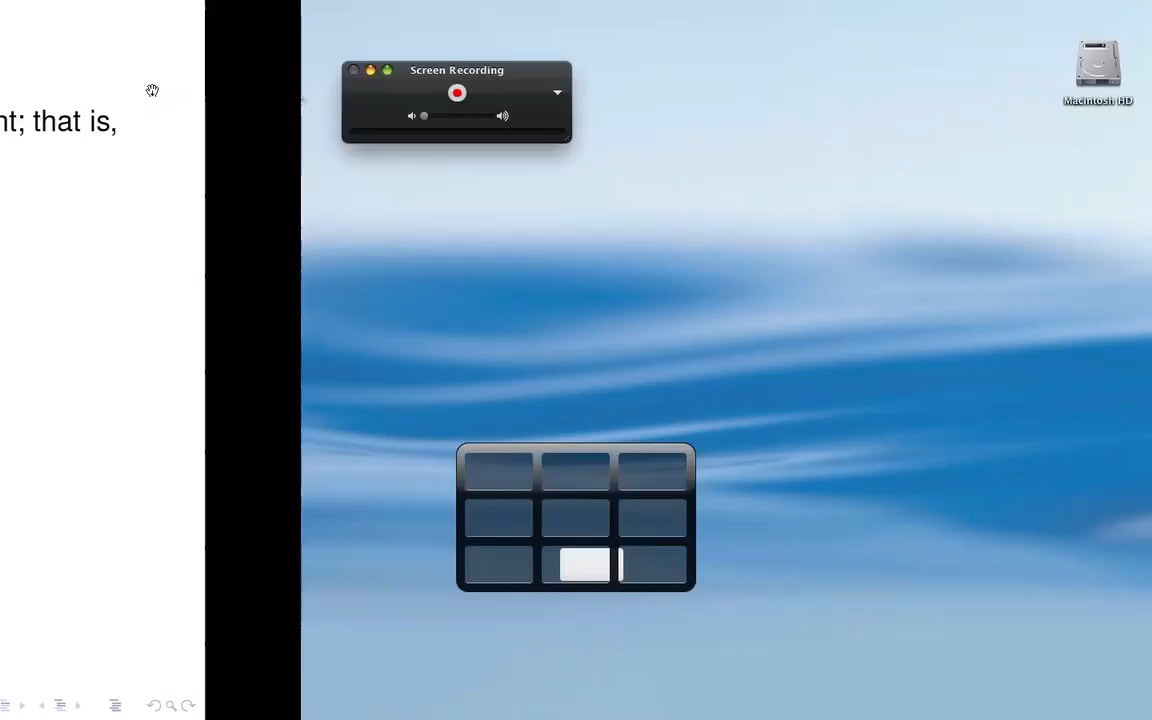 Screen Recording
Macintosh HD
nt; that is,